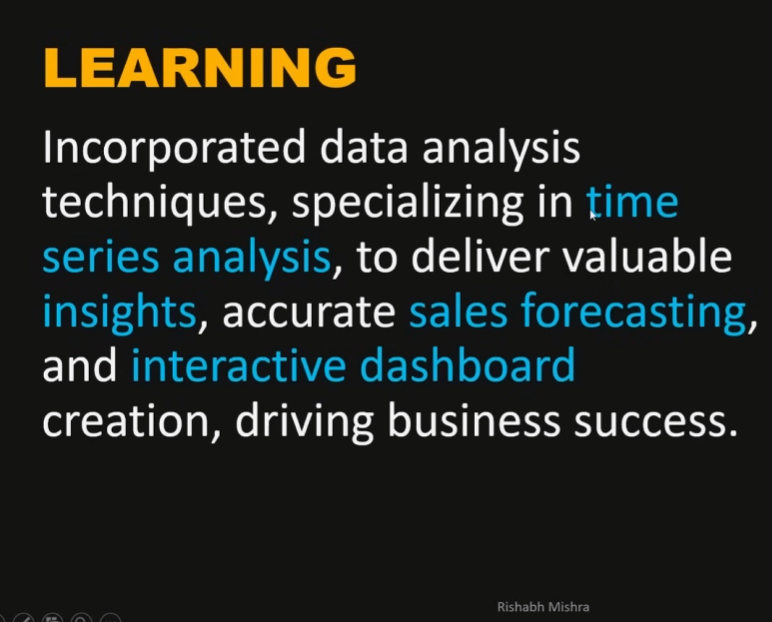 LEARNING
Incorporated data analysis
techniques, specializing in time
series analysis, to deliver valuable
insights, accurate sales forecasting,
and interactive dashboard
creation, driving business success.
Rishabh Mishra